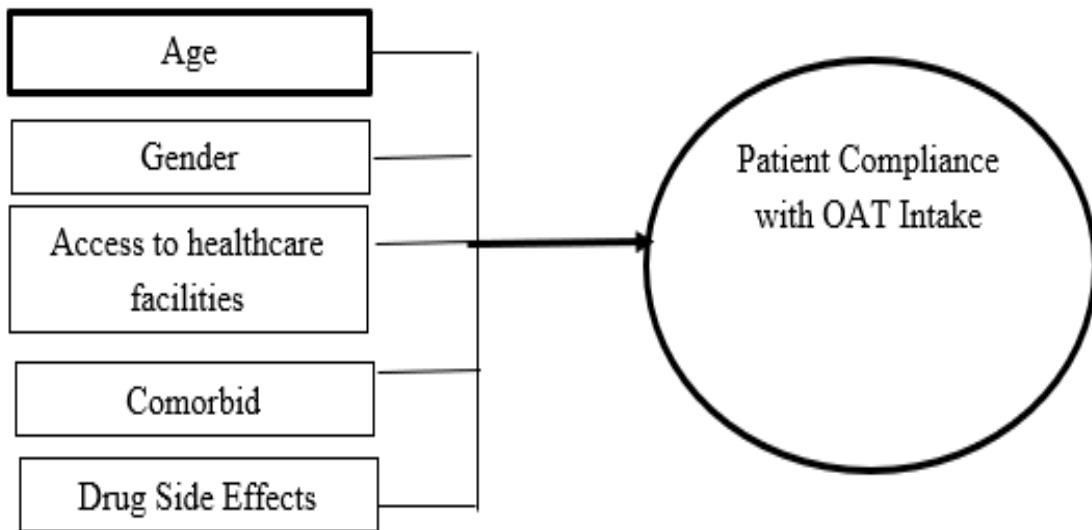 Age
Gender
Access to healthcare
facilities
Comorbid
Drug Side Effects
Patient Compliance
with OAT Intake